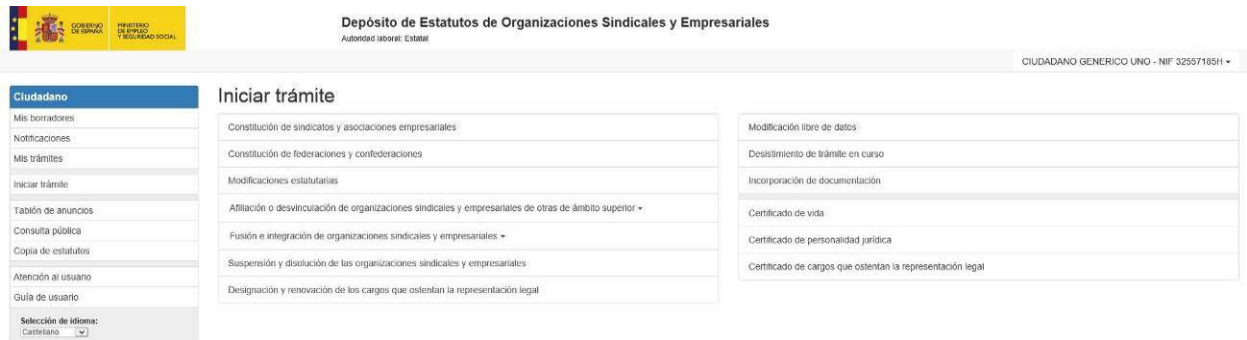 GOBIERNO
DE ESPAÑA
MINISTERIO
DE EMPLEO
Y SEGURIDAD SOCIAL
Depósito de Estatutos de Organizaciones Sindicales y Empresariales
Autoridad laboral: Estatal
CIUDADANO GENERICO UNO - NIF 32557185H
Ciudadano
Mis borradores
Notificaciones
Mis trámites
Iniciar trámite
Tablón de anuncios
Consulta pública
Copia de estatutos
Atención al usuario
Guía de usuario
Selección de idioma:
Castellano
Iniciar trámite
Constitución de sindicatos y asociaciones empresariales
Constitución de federaciones y confederaciones
Modificaciones estatutarias
Afiliación o desvinculación de organizaciones sindicales y empresariales de otras de ámbito superior
Fusión e integración de organizaciones sindicales y empresariales
Suspensión y disolución de las organizaciones sindicales y empresariales
Designación y renovación de los cargos que ostentan la representación legal
Modificación libre de datos
Desistimiento de trámite en curso
Incorporación de documentación
Certificado de vida
Certificado de personalidad jurídica
Certificado de cargos que ostentan la representación legal